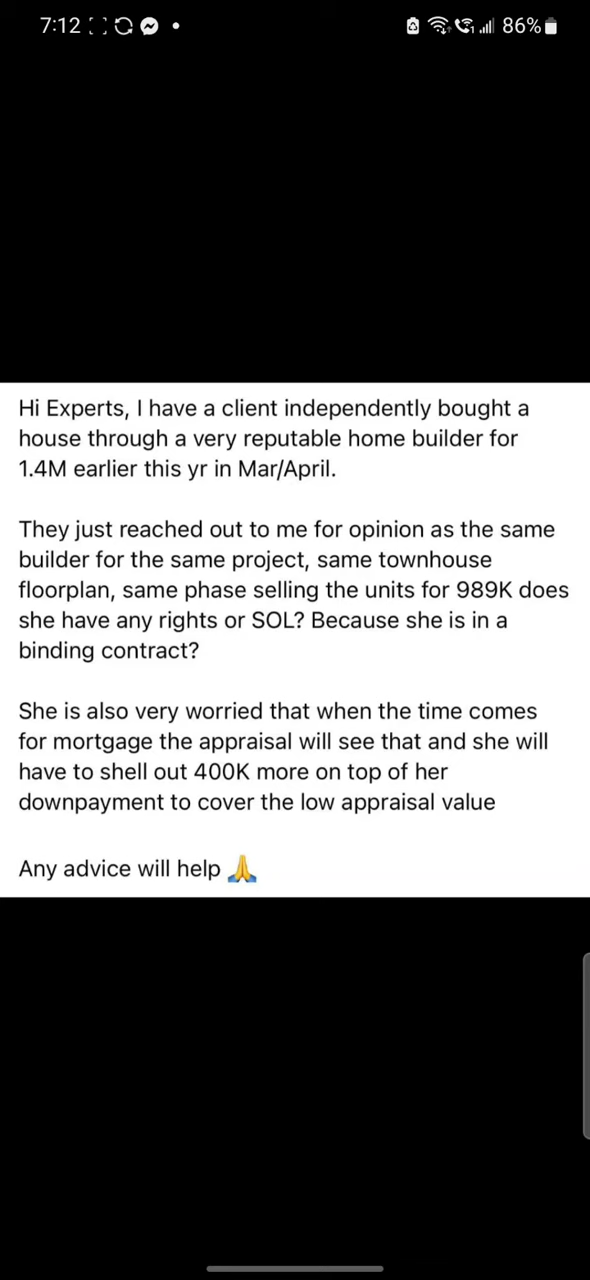 7:12
86%
Hi Experts, I have a client independently bought a
house through a very reputable home builder for
1.4M earlier this yr in Mar/April.
They just reached out to me for opinion as the same
builder for the same project, same townhouse
floorplan, same phase selling the units for 989K does
she have any rights or SOL? Because she is in a
binding contract?
She is also very worried that when the time comes
for mortgage the appraisal will see that and she will
have to shell out 400K more on top of her
downpayment to cover the low appraisal value
Any advice will help 🙏